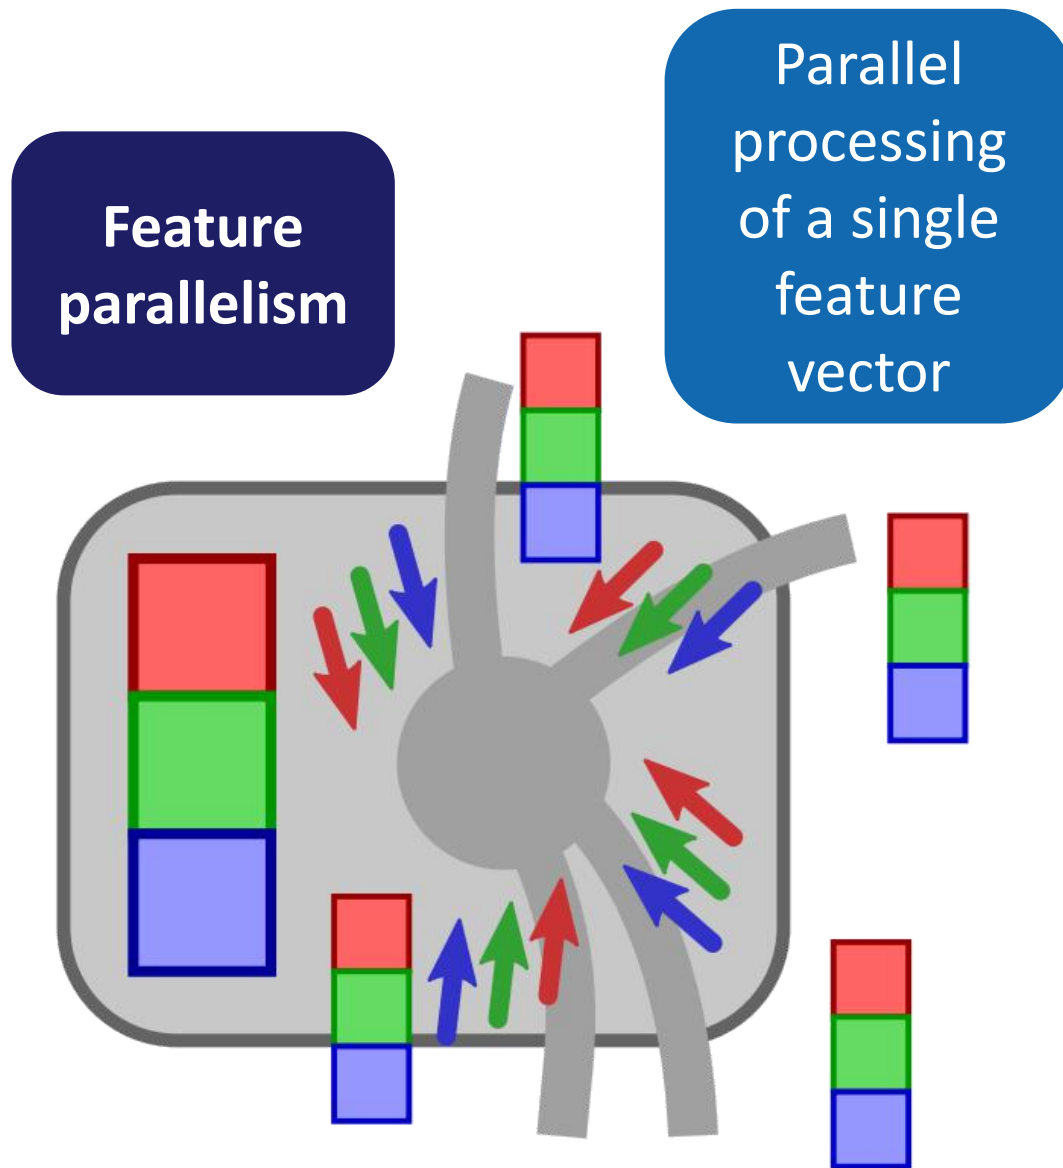 Feature
parallelism
Parallel
processing
of a single
feature
vector